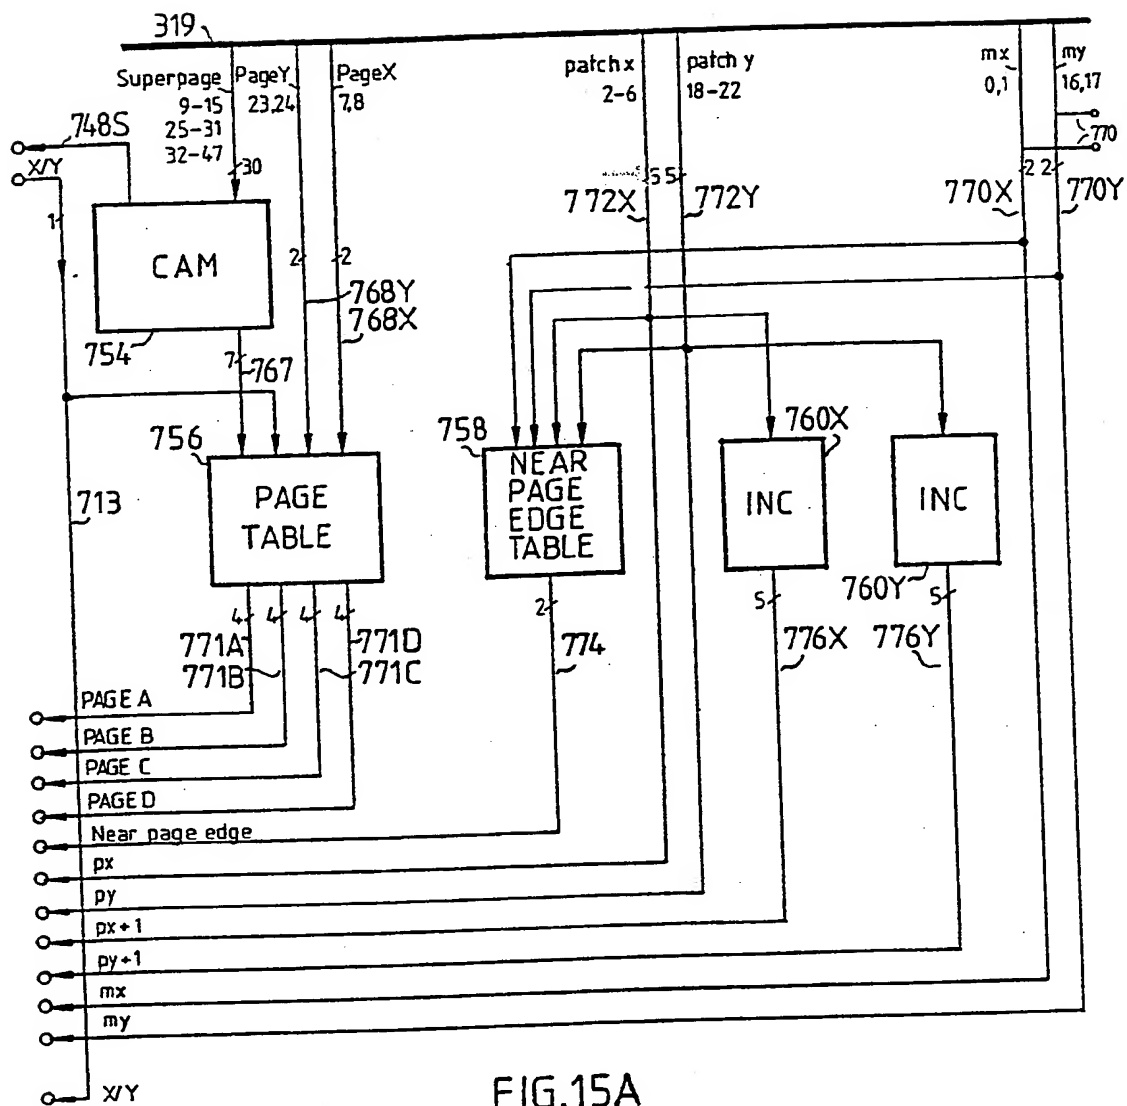 319
Superpage PageY PageX patch x patch y mx my
9-15 23,24 7,8 2-6 18-22 0,1 16,17
25-31
32-47
748S
770
X/Y
30
5 5
2 2
1
772X 772Y 770X 770Y
CAM
2 2
768Y
768X
754
7
767
756
758
760X
713
PAGE
TABLE
NEAR
PAGE
EDGE
TABLE
INC
INC
760Y
4 4 4 4
2
5
5
771A 771D
771B 771C
774
776X 776Y
PAGE A
PAGE B
PAGE C
PAGE D
Near page edge
px
py
px+1
py+1
mx
my
X/Y
FIG.15A